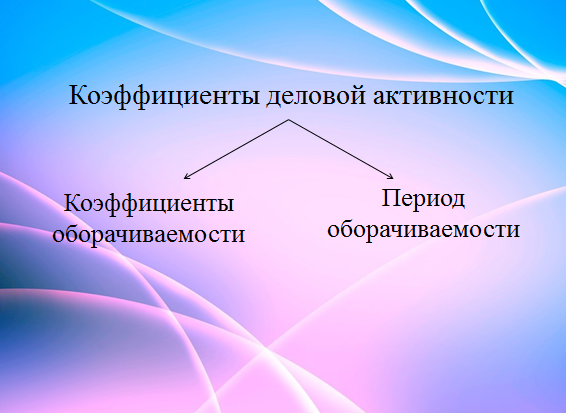 Коэффициенты деловой активности
Коэффициенты
оборачиваемости
Период
оборачиваемости